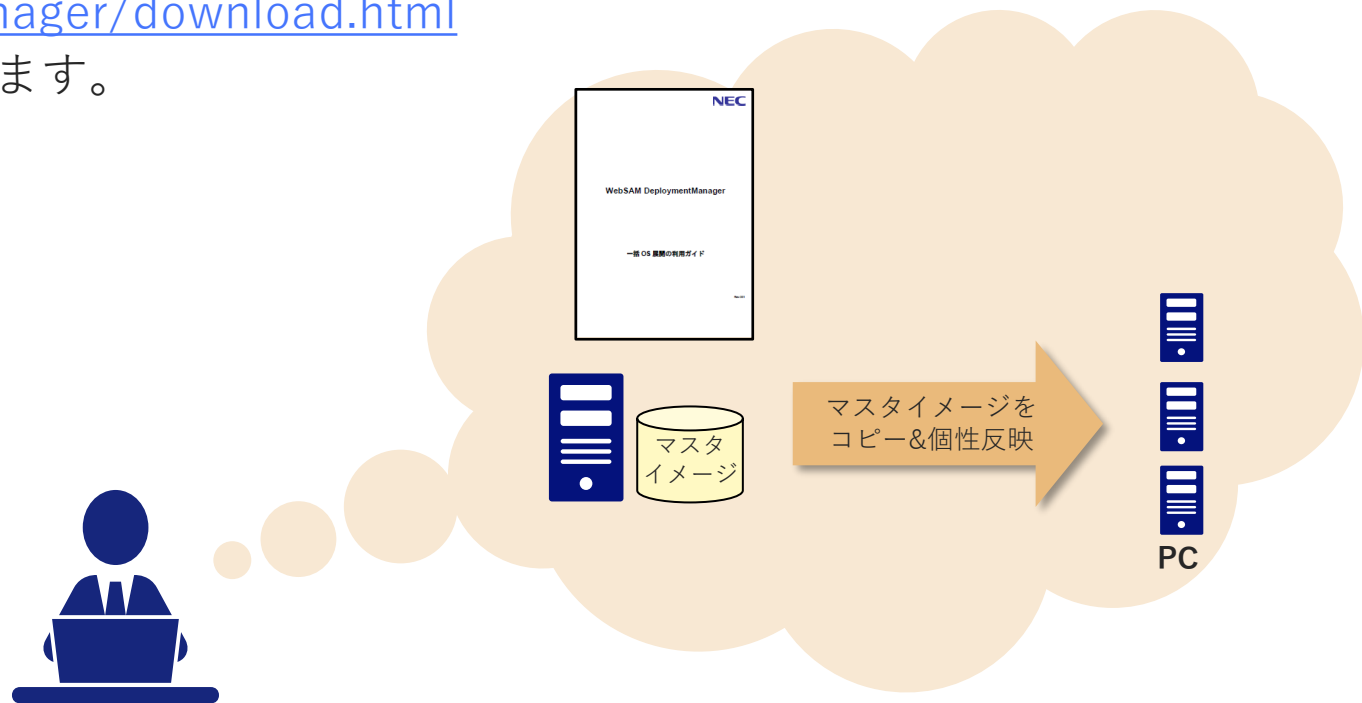 nager/download.html
ます。
NEC
WebSAM DeploymentManager
一括 OS 展開の利用ガイド
マスタ
イメージ
マスタイメージを
コピー&個性反映
PC